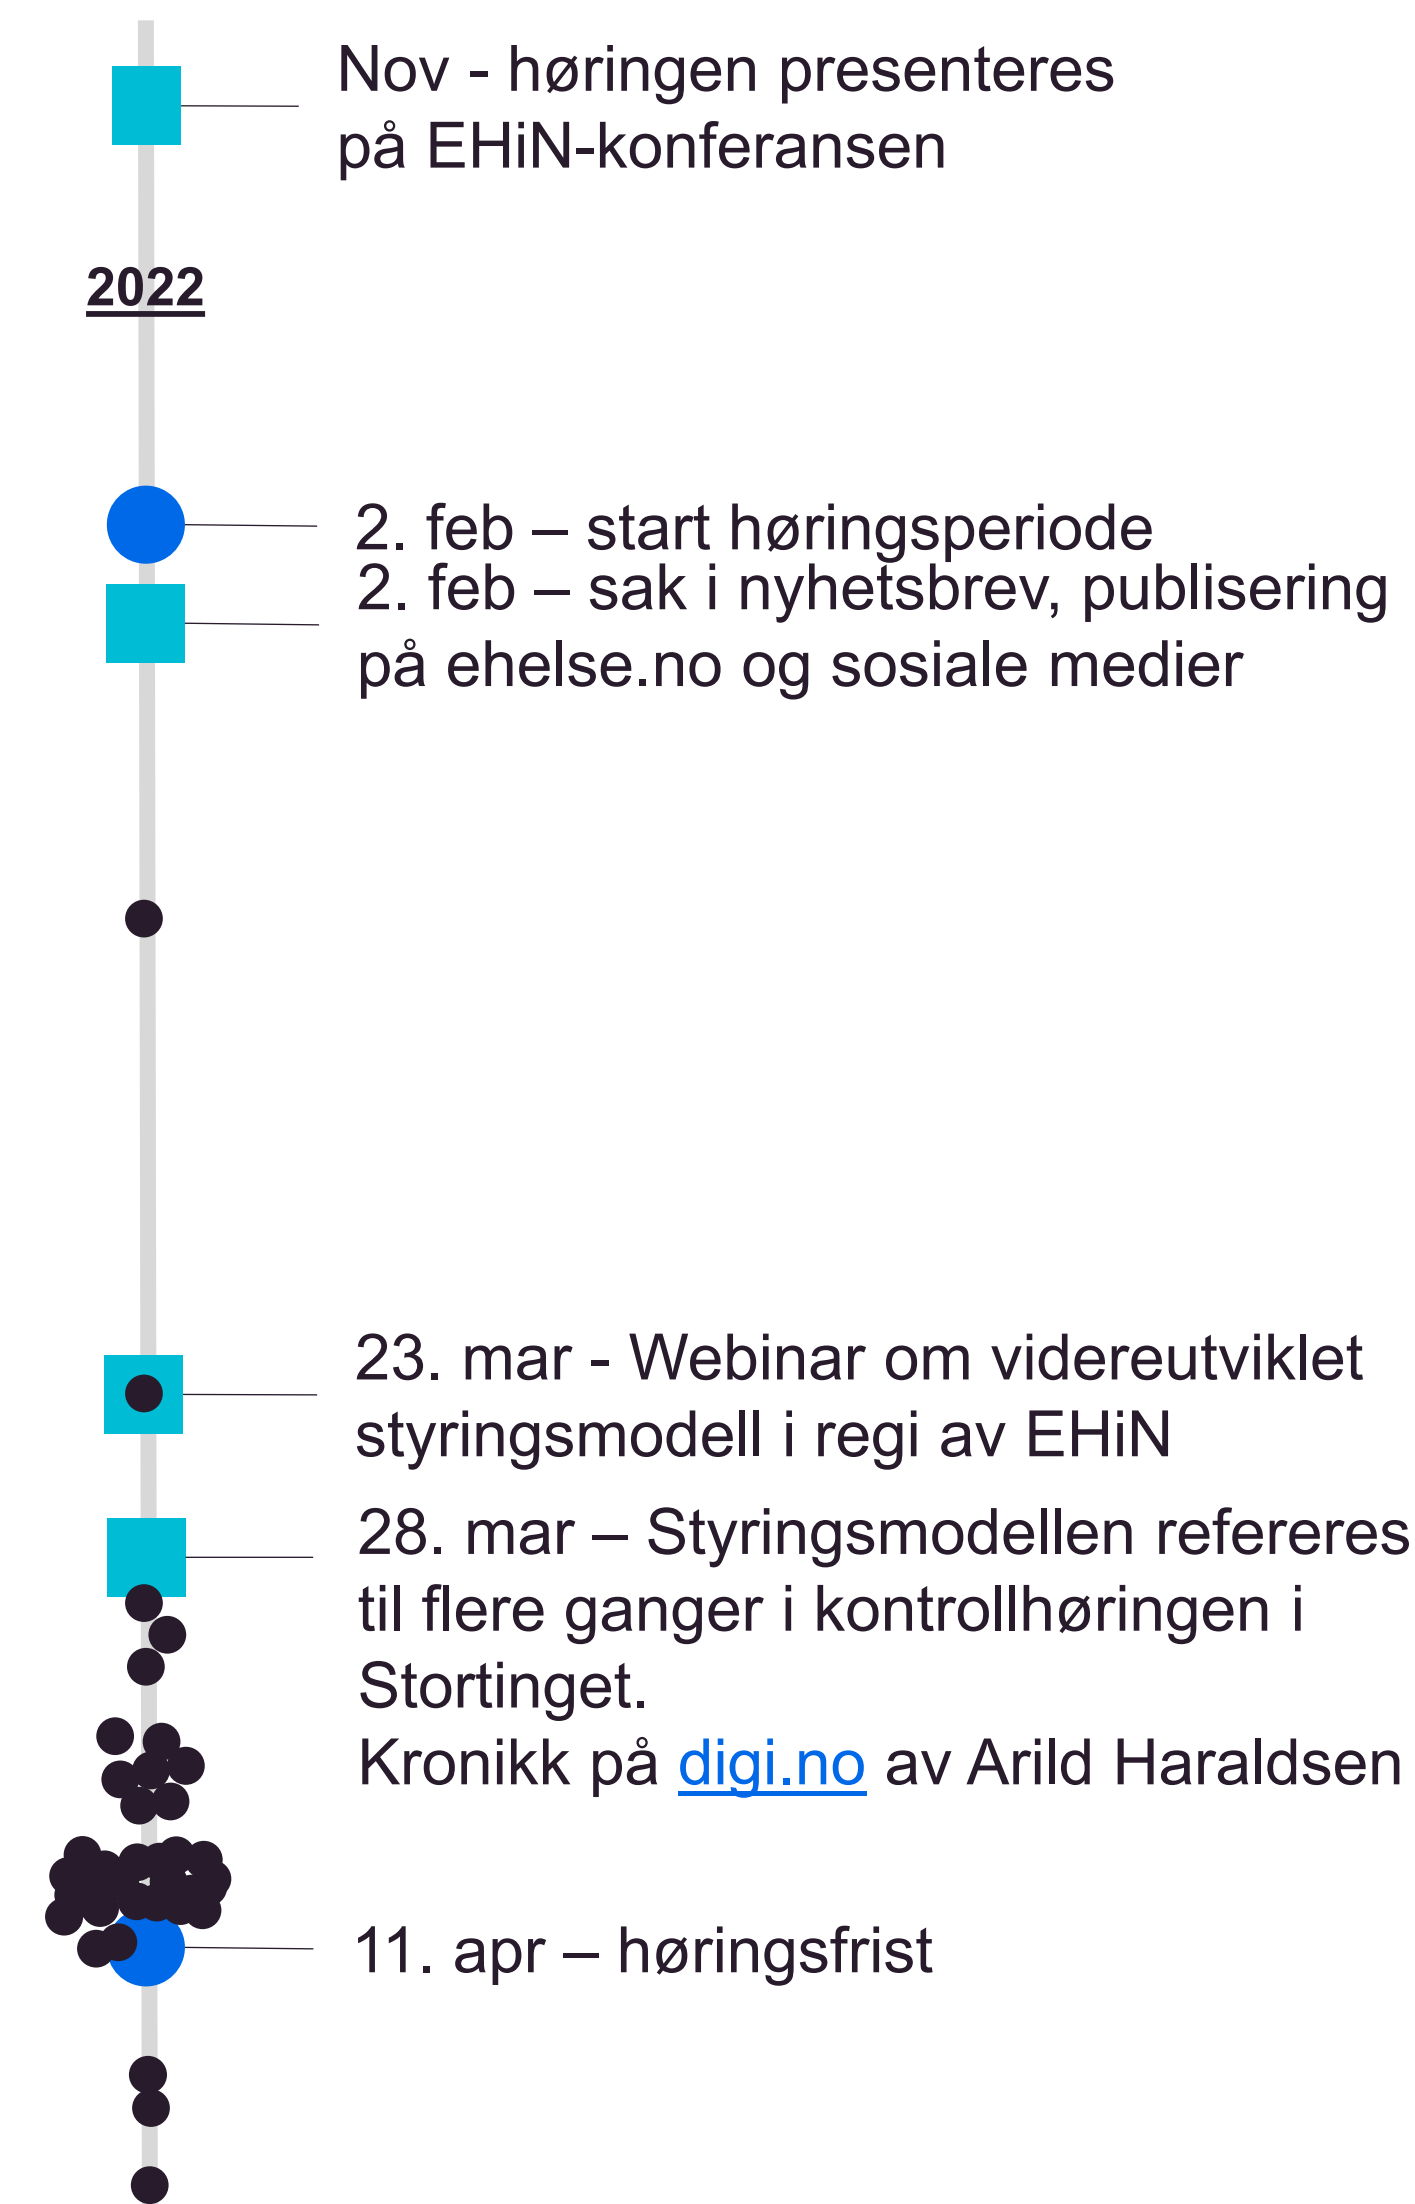 Nov - høringen presenteres
på EHiN-konferansen
2022
2. feb – start høringsperiode
2. feb – sak i nyhetsbrev, publisering
på ehelse.no og sosiale medier
23. mar - Webinar om videreutviklet
styringsmodell i regi av EHiN
28. mar – Styringsmodellen refereres
til flere ganger i kontrollhøringen i
Stortinget.
Kronikk på digi.no av Arild Haraldsen
11. apr – høringsfrist